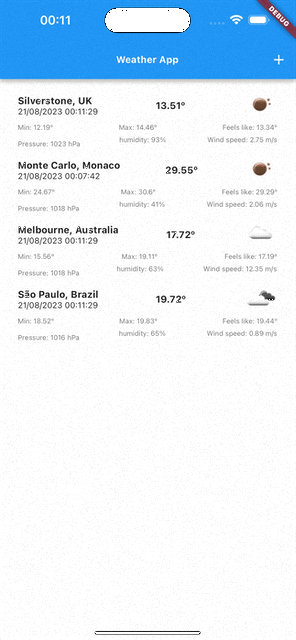 00:11
DEBUG
Weather App +
Silverstone, UK 13.51°
21/08/2023 00:11:29
Min: 12.19° Max: 14.46° Feels like: 13.34°
Pressure: 1023 hPa humidity: 93% Wind speed: 2.75 m/s
Monte Carlo, Monaco 29.55°
21/08/2023 00:07:42
Min: 24.67° Max: 30.6° Feels like: 29.29°
Pressure: 1018 hPa humidity: 41% Wind speed: 2.06 m/s
Melbourne, Australia 17.72°
21/08/2023 00:11:29
Min: 15.56° Max: 19.11° Feels like: 17.19°
Pressure: 1018 hPa humidity: 63% Wind speed: 12.35 m/s
São Paulo, Brazil 19.72°
21/08/2023 00:11:29
Min: 18.52° Max: 19.83° Feels like: 19.44°
Pressure: 1016 hPa humidity: 65% Wind speed: 0.89 m/s